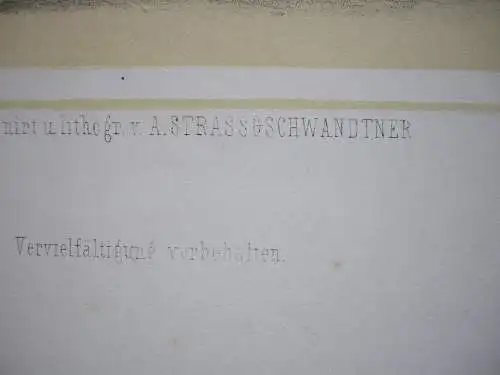 nirt u. lithogr. v. A. STRASSGSCHWANDTNER
Vervielfältigung vorbehalten.